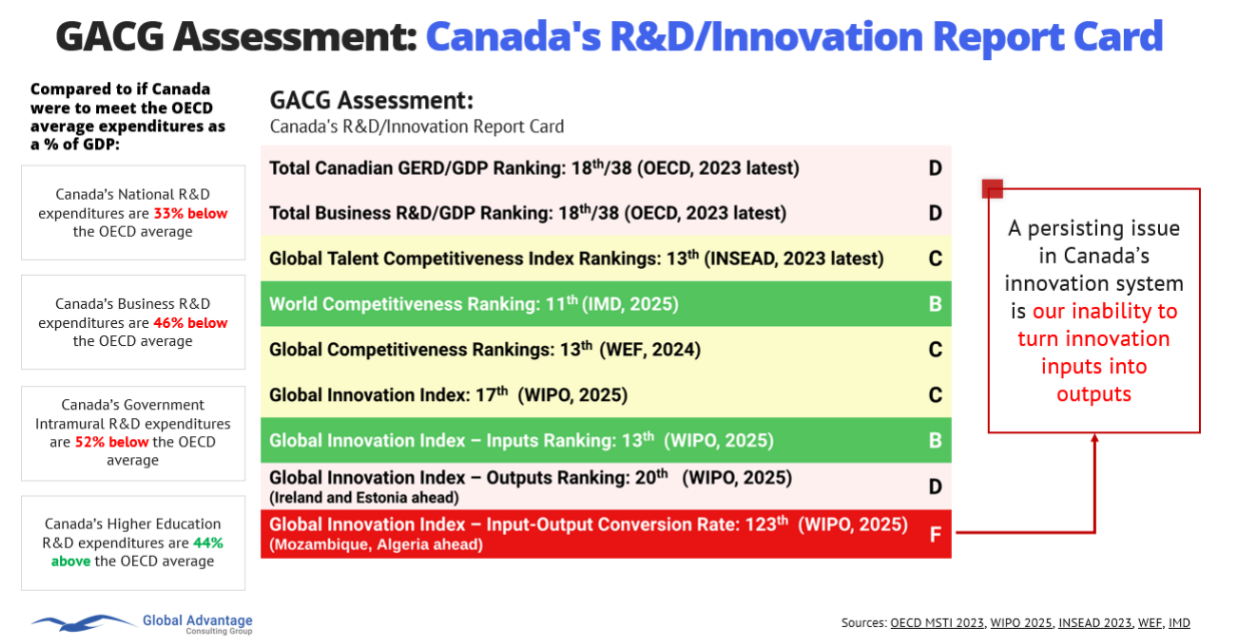 GACG Assessment: Canada's R&D/Innovation Report Card
Compared to if Canada
were to meet the OECD
average expenditures as
a % of GDP:
Canada's National R&D
expenditures are 33% below
the OECD average
Canada's Business R&D
expenditures are 46% below
the OECD average
Canada's Government
Intramural R&D expenditures
are 52% below the OECD
average
Canada's Higher Education
R&D expenditures are 44%
above the OECD average
GACG Assessment:
Canada's R&D/Innovation Report Card
Total Canadian GERD/GDP Ranking: 18th/38 (OECD, 2023 latest) D
Total Business R&D/GDP Ranking: 18th/38 (OECD, 2023 latest) D
Global Talent Competitiveness Index Rankings: 13th (INSEAD, 2023 latest) C
World Competitiveness Ranking: 11th (IMD, 2025) B
Global Competitiveness Rankings: 13th (WEF, 2024) C
Global Innovation Index: 17th (WIPO, 2025) C
Global Innovation Index – Inputs Ranking: 13th (WIPO, 2025) B
Global Innovation Index – Outputs Ranking: 20th (WIPO, 2025) D
(Ireland and Estonia ahead)
Global Innovation Index – Input-Output Conversion Rate: 123th (WIPO, 2025) F
(Mozambique, Algeria ahead)
A persisting issue
in Canada's
innovation system
is our inability to
turn innovation
inputs into
outputs
Global Advantage
Consulting Group
Sources: OECD MSTI 2023, WIPO 2025, INSEAD 2023, WEF, IMD